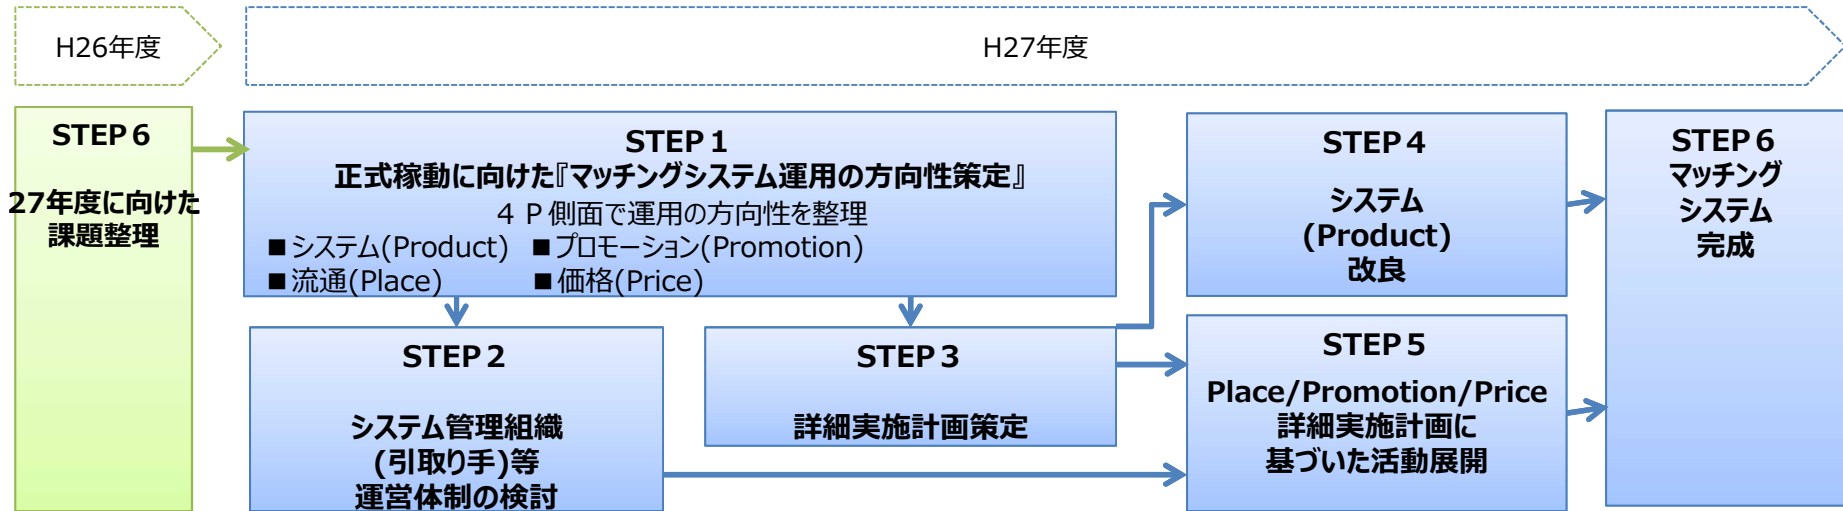 H26年度
H27年度
STEP６
27年度に向けた
課題整理
STEP１
正式稼動に向けた『マッチングシステム運用の方向性策定』
４Ｐ側面で運用の方向性を整理
■システム(Product) ■プロモーション(Promotion)
■流通(Place) ■価格(Price)
STEP２
システム管理組織
(引取り手)等
運営体制の検討
STEP３
詳細実施計画策定
STEP４
システム
(Product)
改良
STEP５
Place/Promotion/Price
詳細実施計画に
基づいた活動展開
STEP６
マッチング
システム
完成